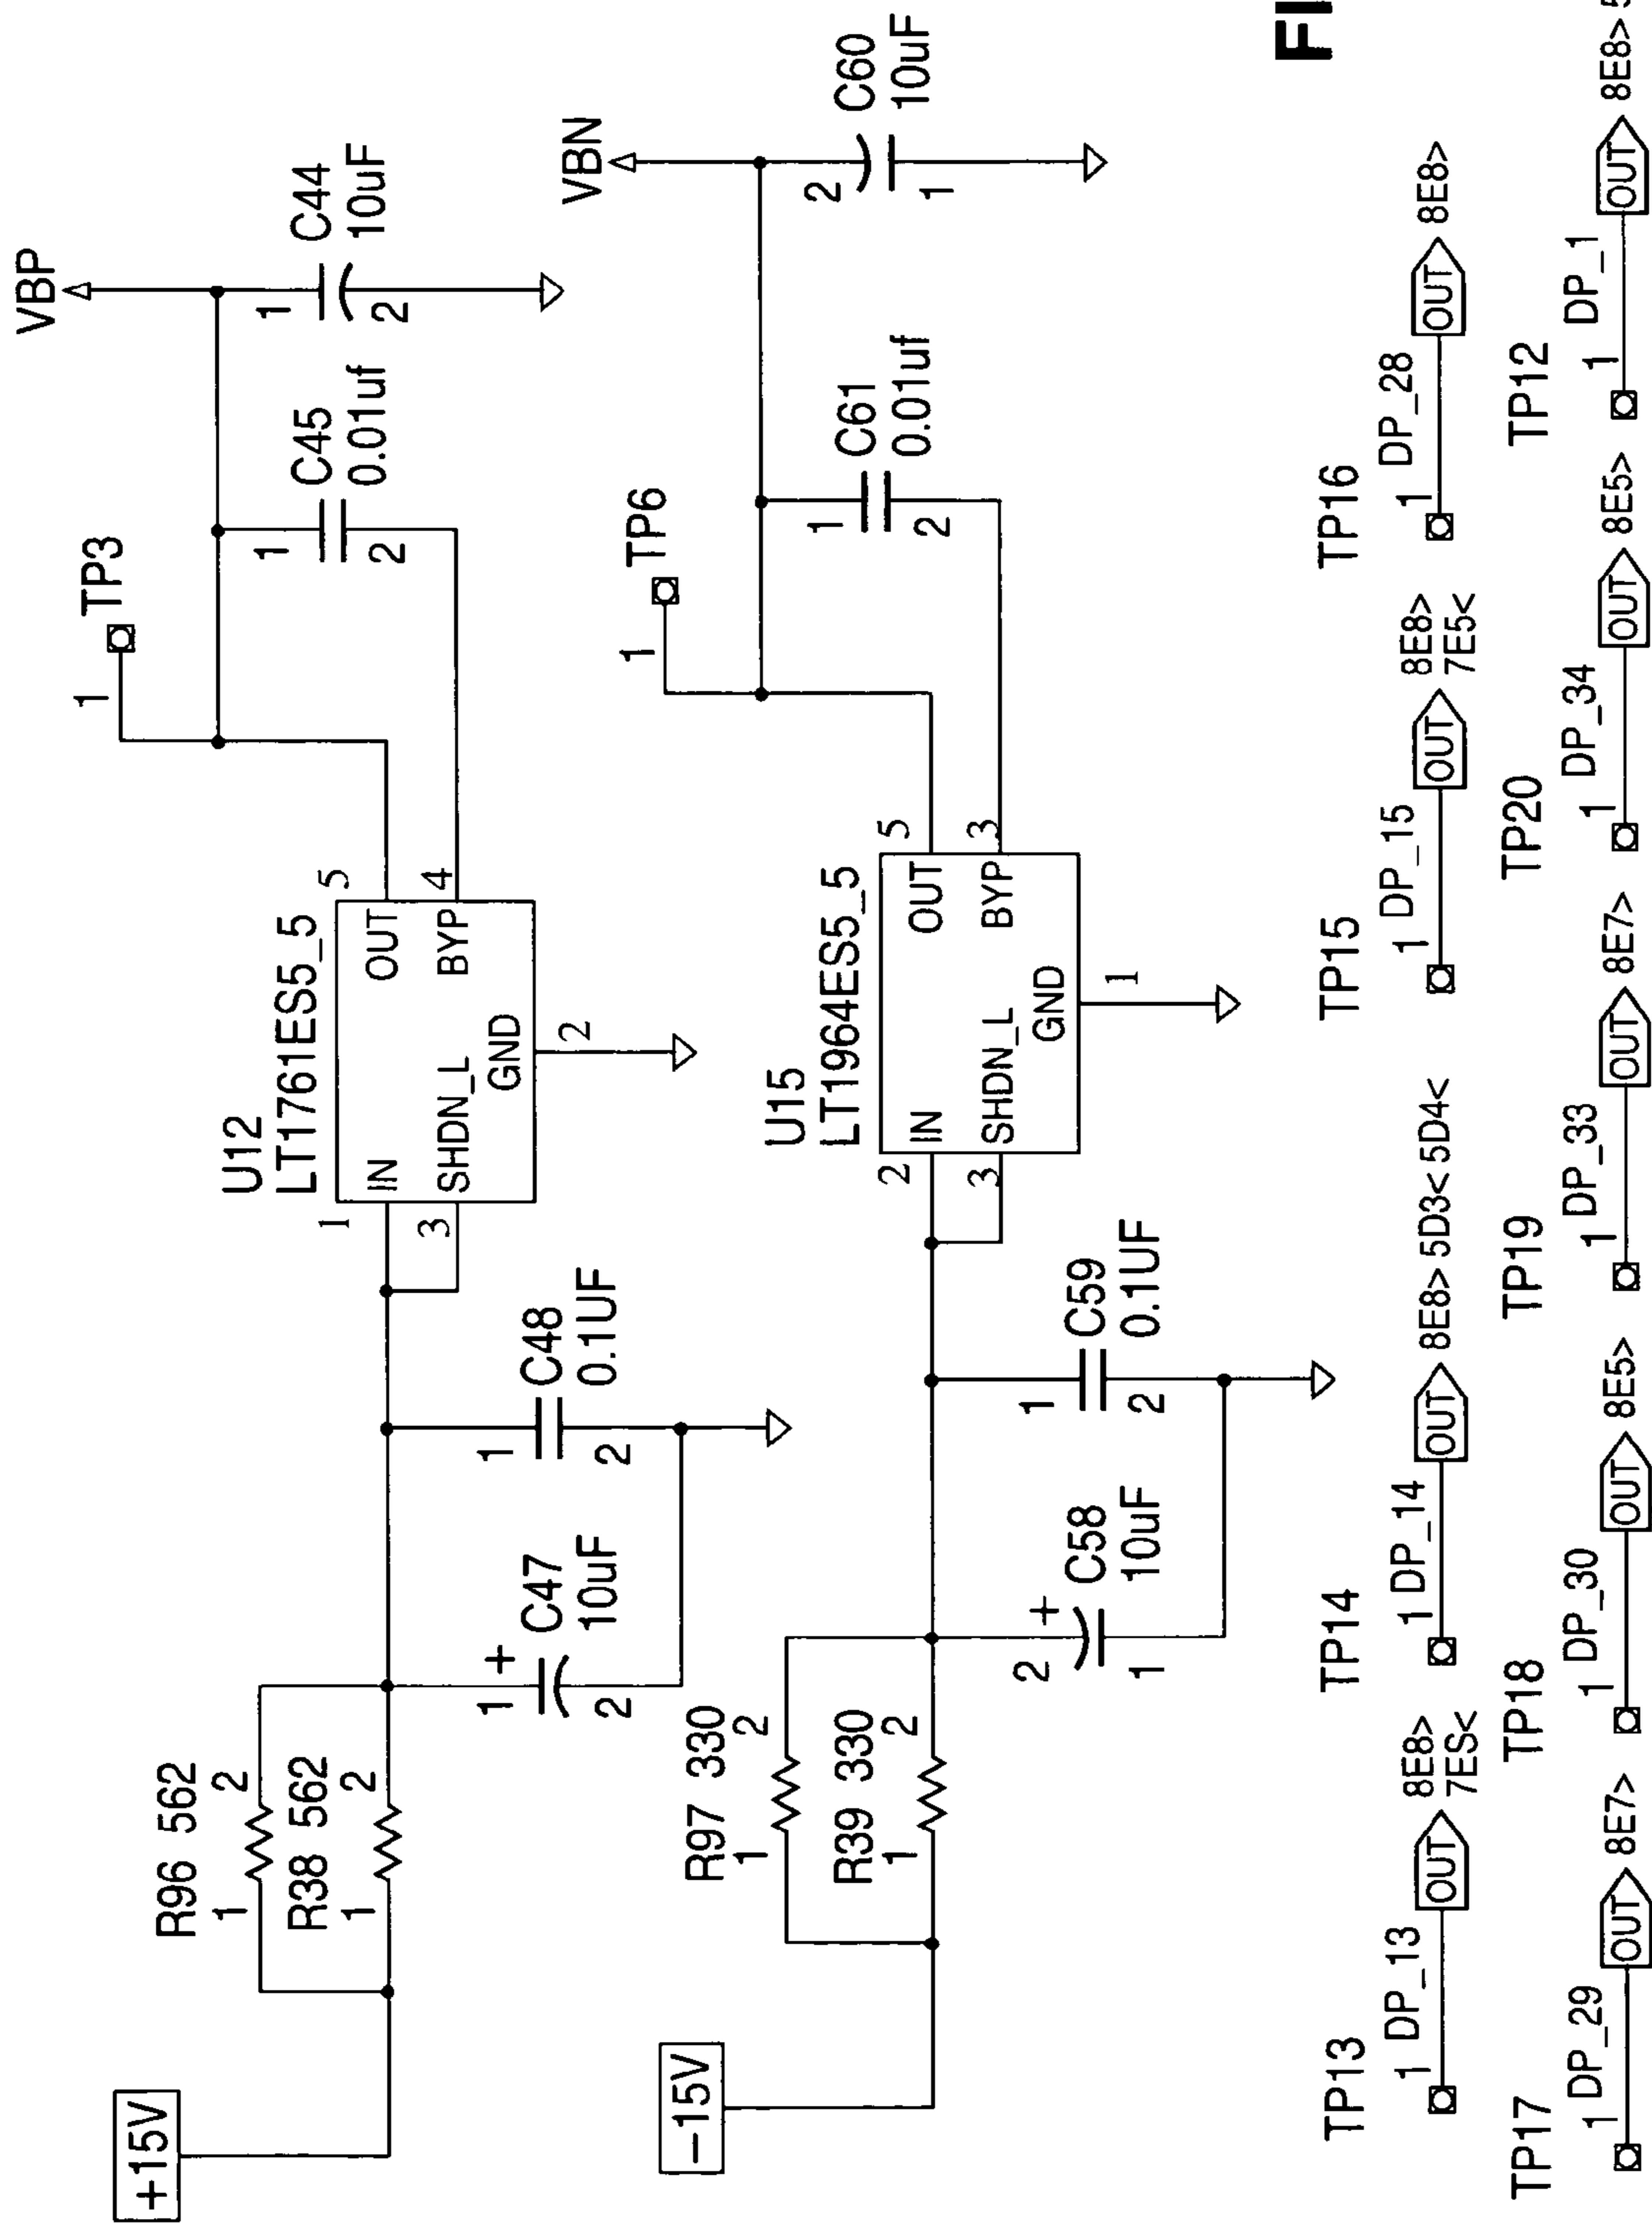 VBP
TP3
1
C45
0.01uf
1
2
C44
10uF
1
2
U12
LT1761ES5_5
IN
OUT
SHDN_L
BYP
GND
1
3
5
4
2
C48
0.1UF
1
2
C47
10uF
1 +
2
R96 562
1 2
R38 562
1 2
+15V
VBN
TP6
1
C61
0.01uf
1
2
C60
10uF
2
1
U15
LT1964ES5_5
IN
OUT
SHDN_L
BYP
GND
2
3
5
3
1
C59
0.1UF
1
2
C58
10uF
2 +
1
R97 330
1 2
R39 330
1 2
–15V
TP13
1 DP_13 OUT 8E8>
7ES<
TP14
1 DP_14 OUT 8E8> 5D3< 5D4<
TP15
1 DP_15 OUT 8E8>
7E5<
TP16
1 DP_28 OUT 8E8>
TP17
1 DP_29 OUT 8E7>
TP18
1 DP_30 OUT 8E5>
TP19
1 DP_33 OUT 8E7>
TP20
1 DP_34 OUT 8E5>
TP12
1 DP_1 OUT 8E8>